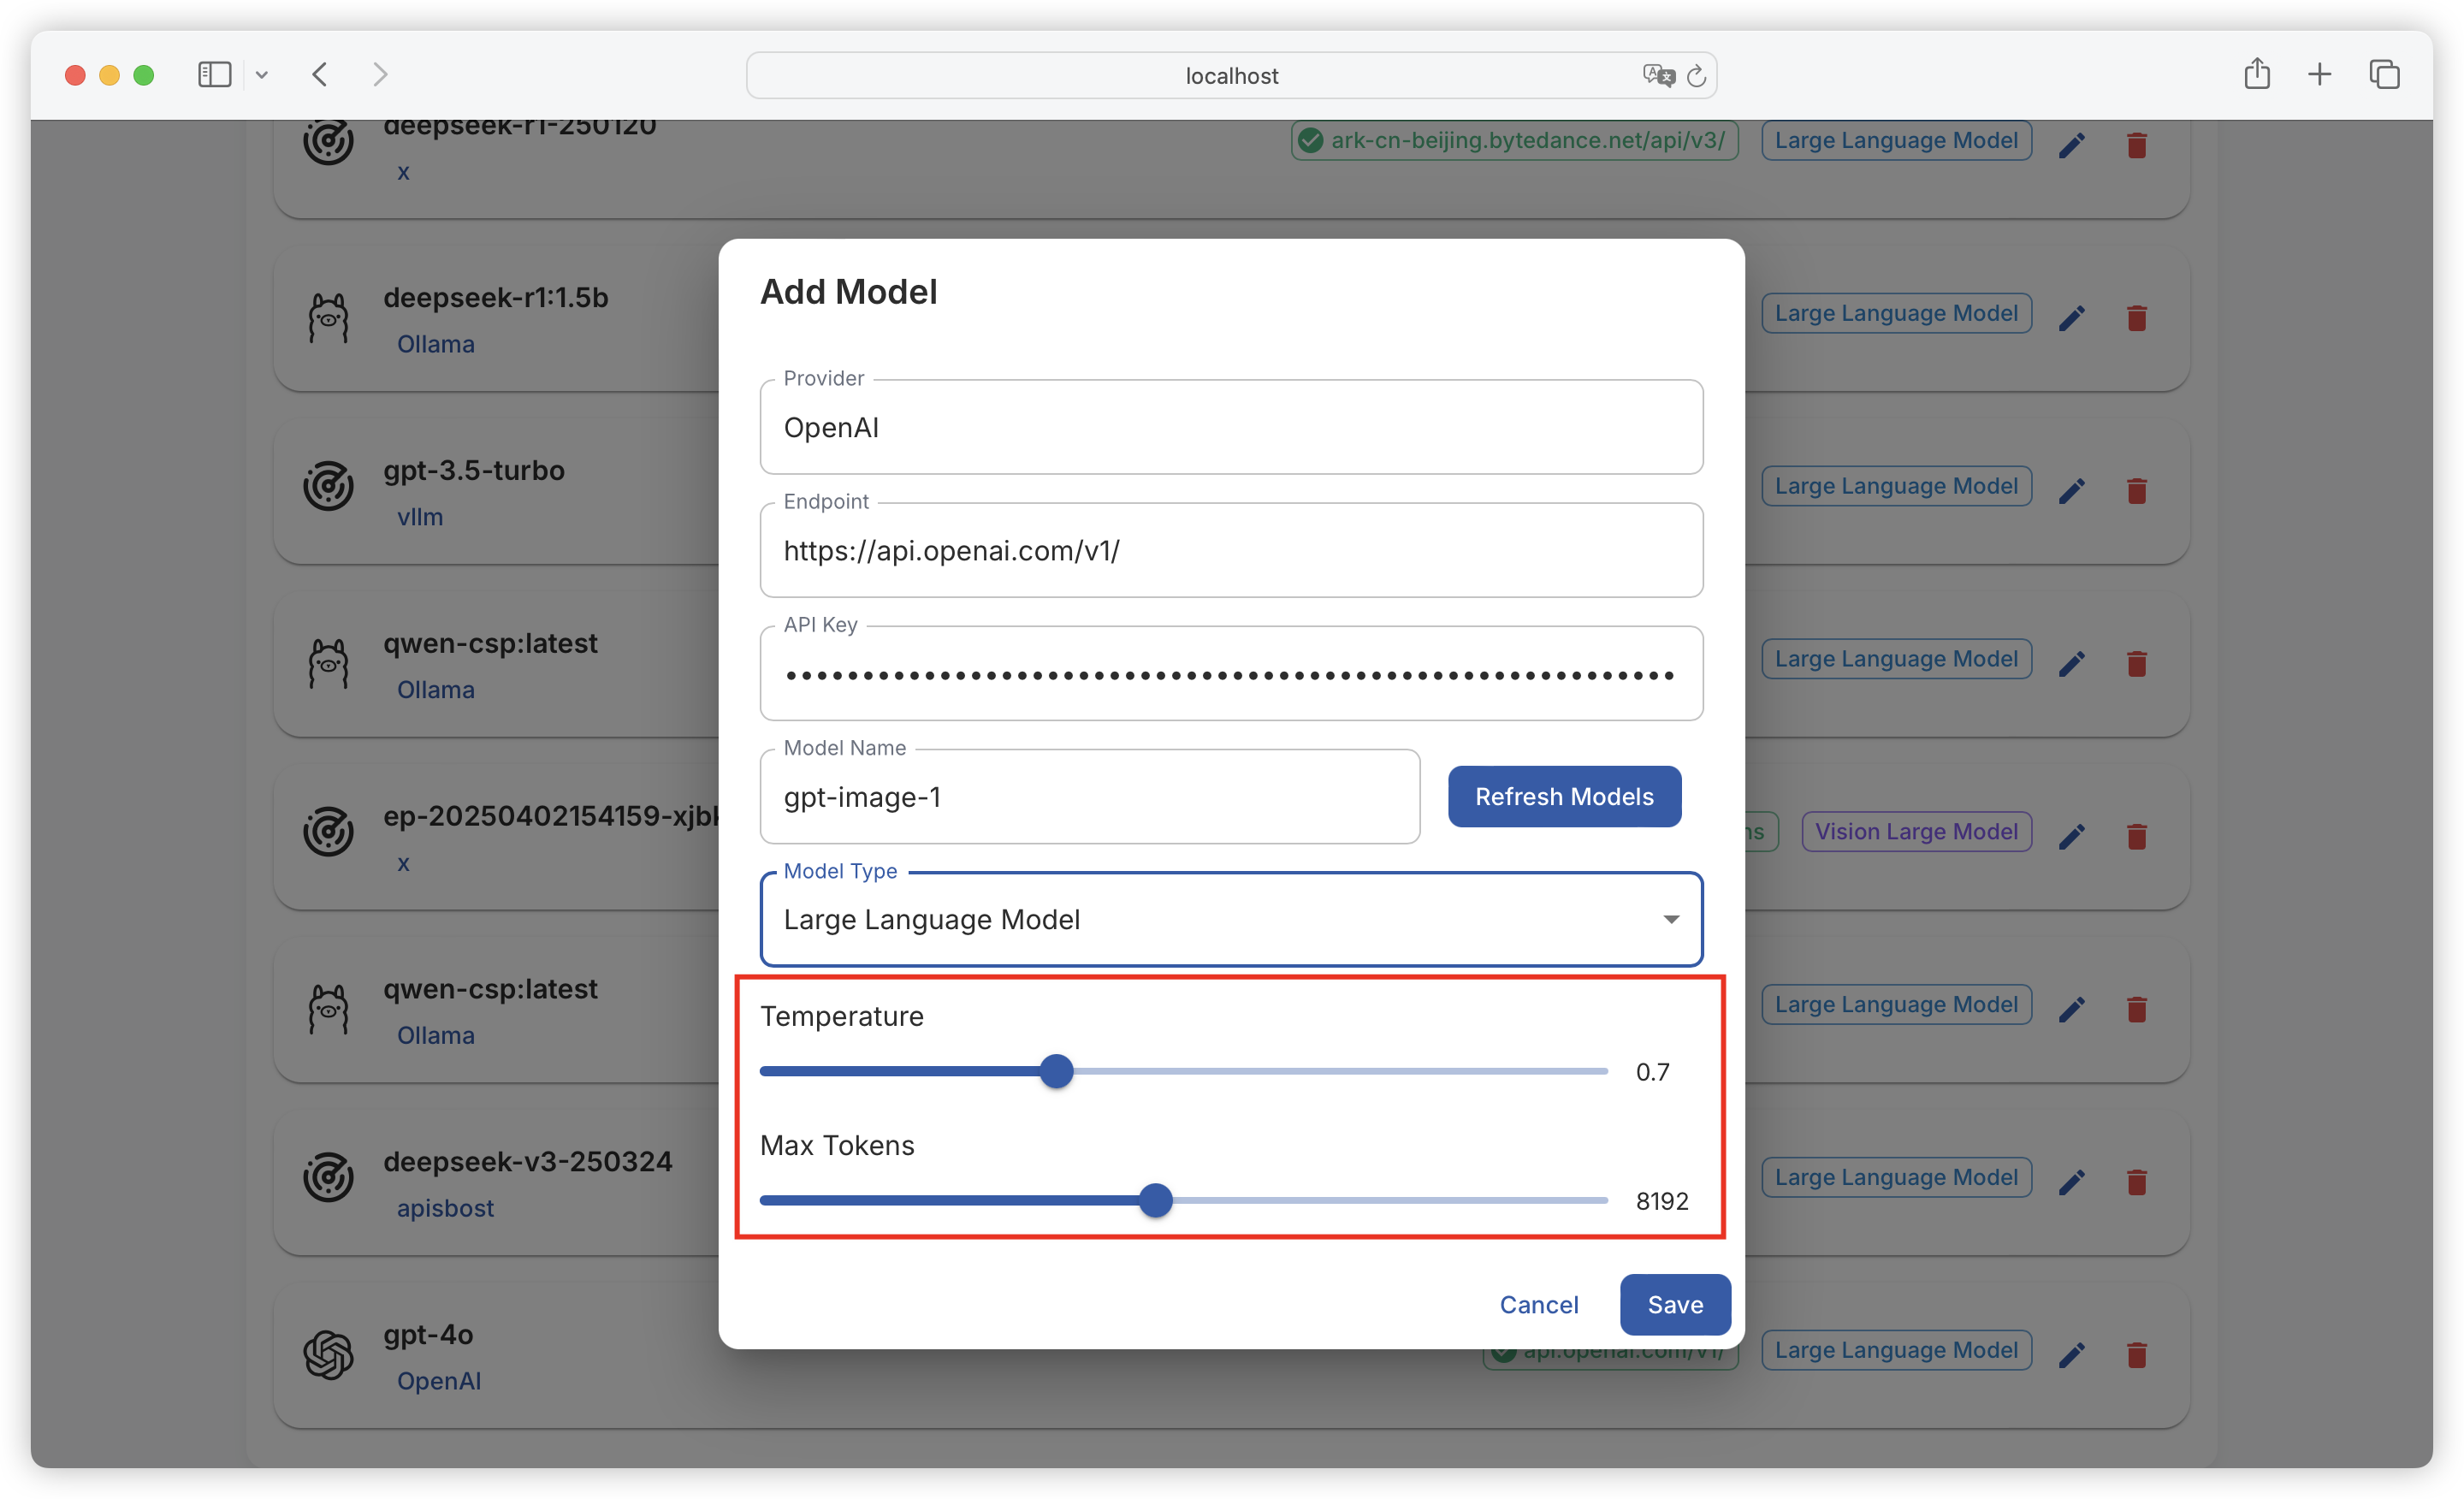 localhost
deepseek-r1-250120
x
ark-cn-beijing.bytedance.net/api/v3/
Large Language Model
deepseek-r1:1.5b
Ollama
Large Language Model
gpt-3.5-turbo
vllm
Large Language Model
qwen-csp:latest
Ollama
Large Language Model
ep-20250402154159-xjb
x
ns
Vision Large Model
qwen-csp:latest
Ollama
Large Language Model
deepseek-v3-250324
apisbost
Large Language Model
gpt-4o
OpenAI
api.openai.com/v1/
Large Language Model
Add Model
Provider
OpenAI
Endpoint
https://api.openai.com/v1/
API Key
••••••••••••••••••••••••••••••••••••••••••••••••••••••••••
Model Name
gpt-image-1
Refresh Models
Model Type
Large Language Model
Temperature
0.7
Max Tokens
8192
Cancel
Save